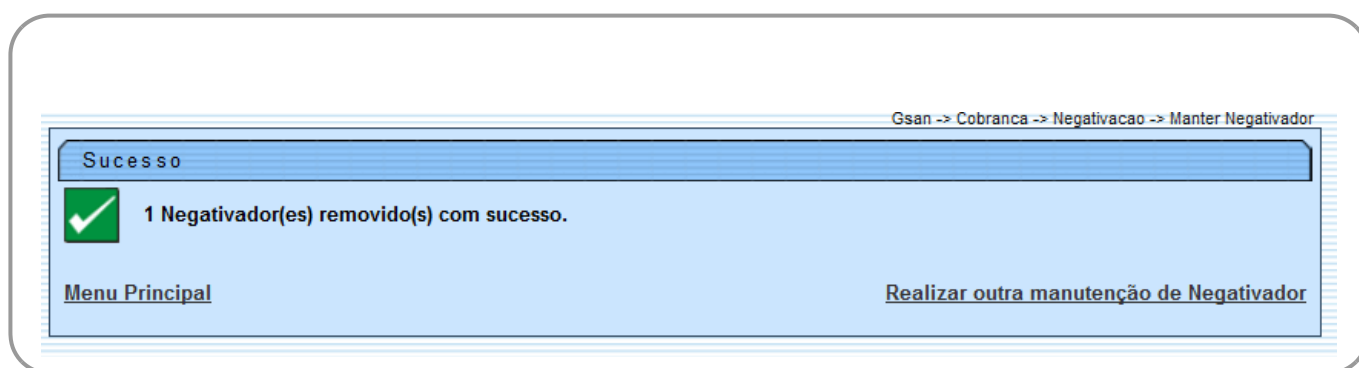 Gsan -> Cobranca -> Negativacao -> Manter Negativador
Sucesso
1 Negativador(es) removido(s) com sucesso.
Menu Principal
Realizar outra manutenção de Negativador